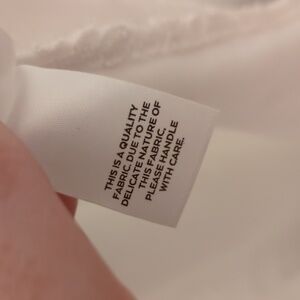 THIS IS A QUALITY
FABRIC. DUE TO THE
DELICATE NATURE OF
THIS FABRIC,
PLEASE HANDLE
WITH CARE.